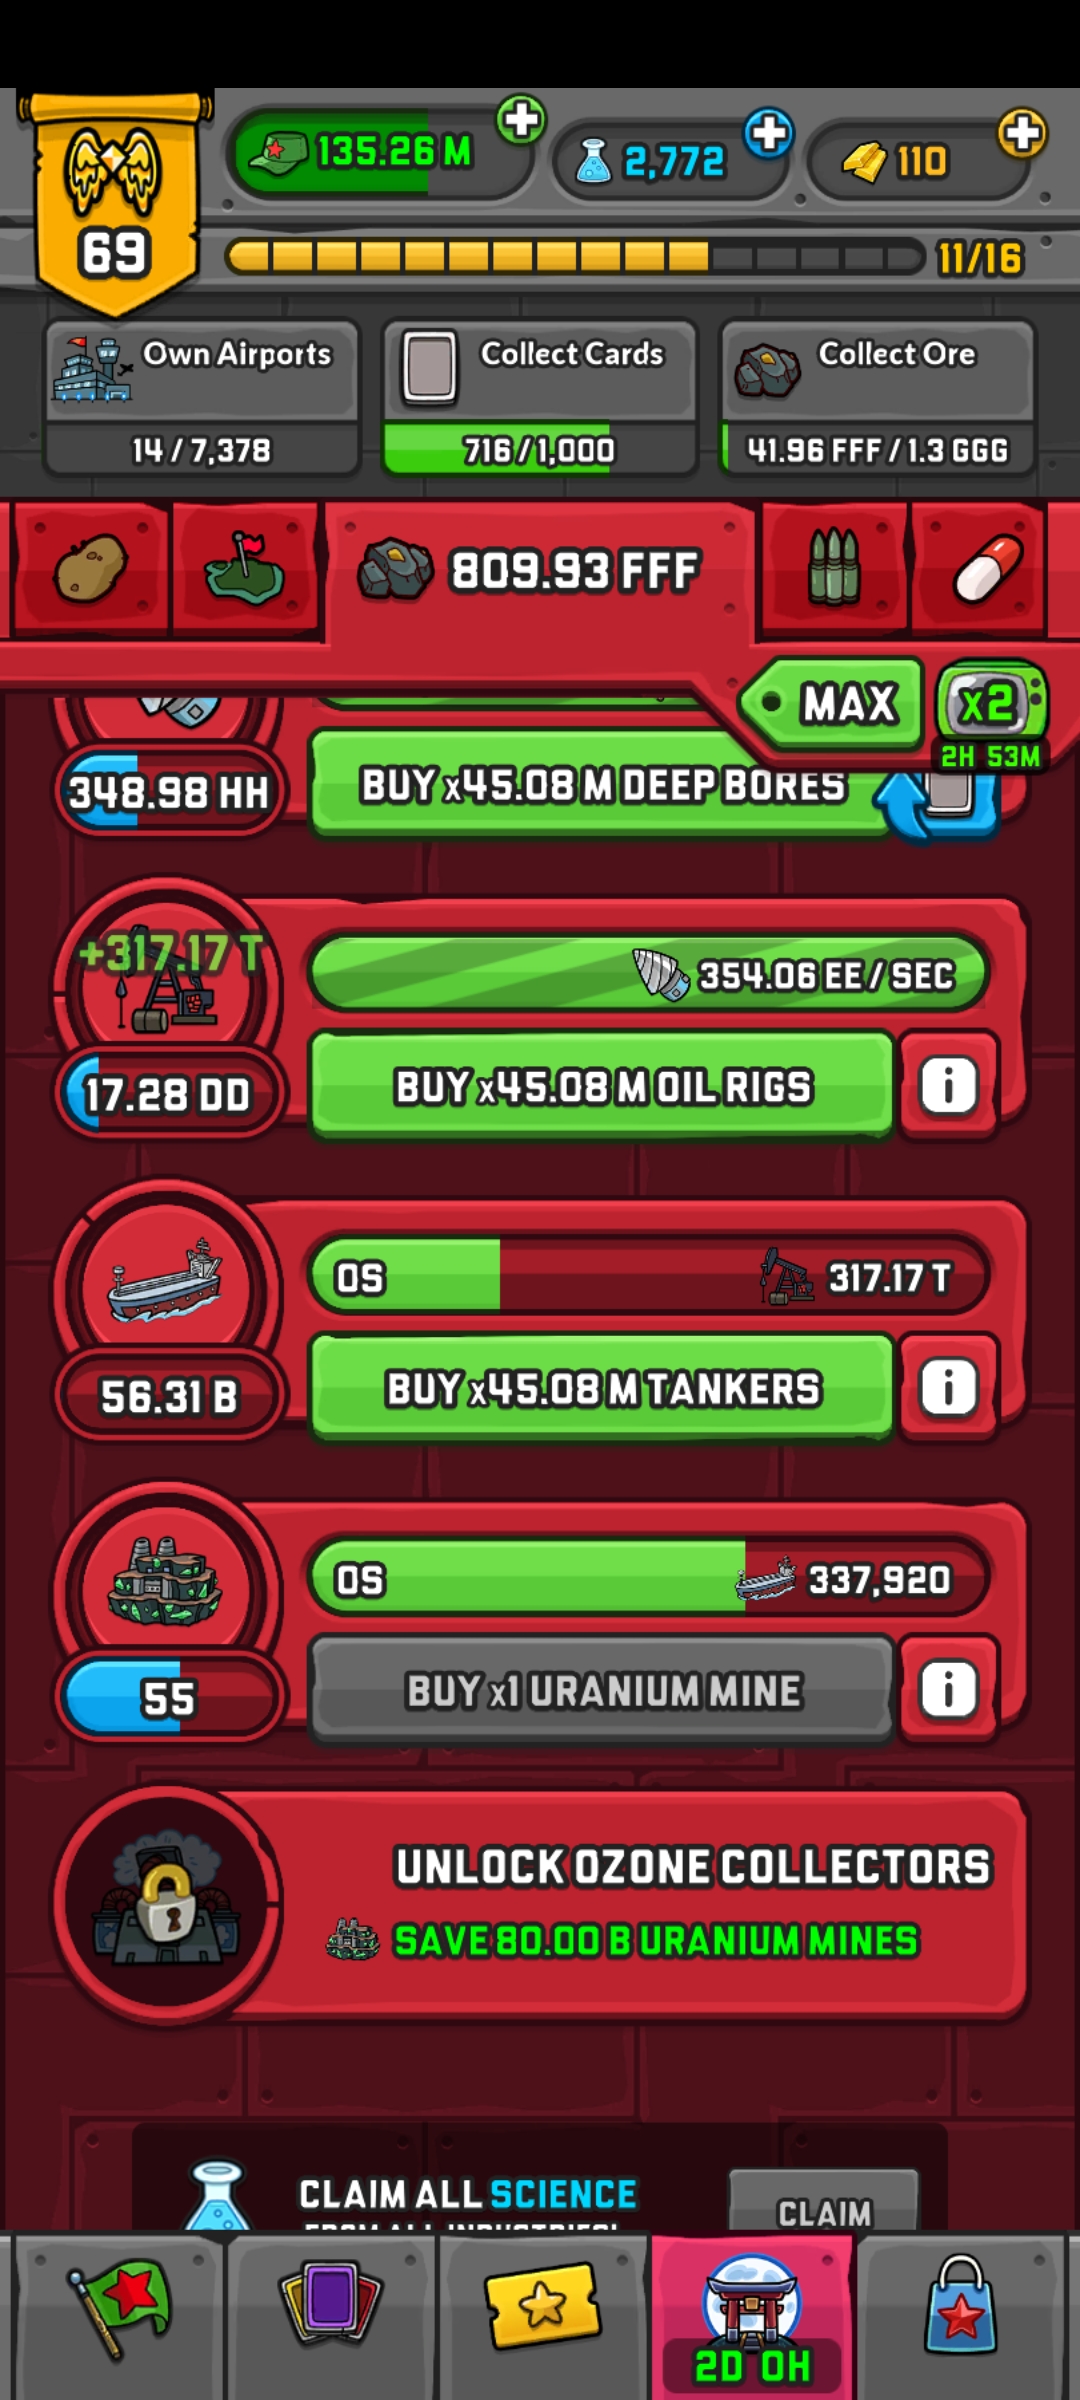 135.26 M
2,772
110
69
11/16
Own Airports
Collect Cards
Collect Ore
14 / 7,378
716 / 1,000
41.96 FFF / 1.3 GGG
809.93 FFF
MAX
x2
2H 53M
348.98 HH
BUY x45.08 M DEEP BORES
+317.17 T
354.06 EE / SEC
17.28 DD
BUY x45.08 M OIL RIGS
i
0S
317.17 T
56.31 B
BUY x45.08 M TANKERS
i
0S
337,920
55
BUY x1 URANIUM MINE
i
UNLOCK OZONE COLLECTORS
SAVE 80.00 B URANIUM MINES
CLAIM ALL SCIENCE
FROM ALL INDUSTRIES!
CLAIM
2D 0H